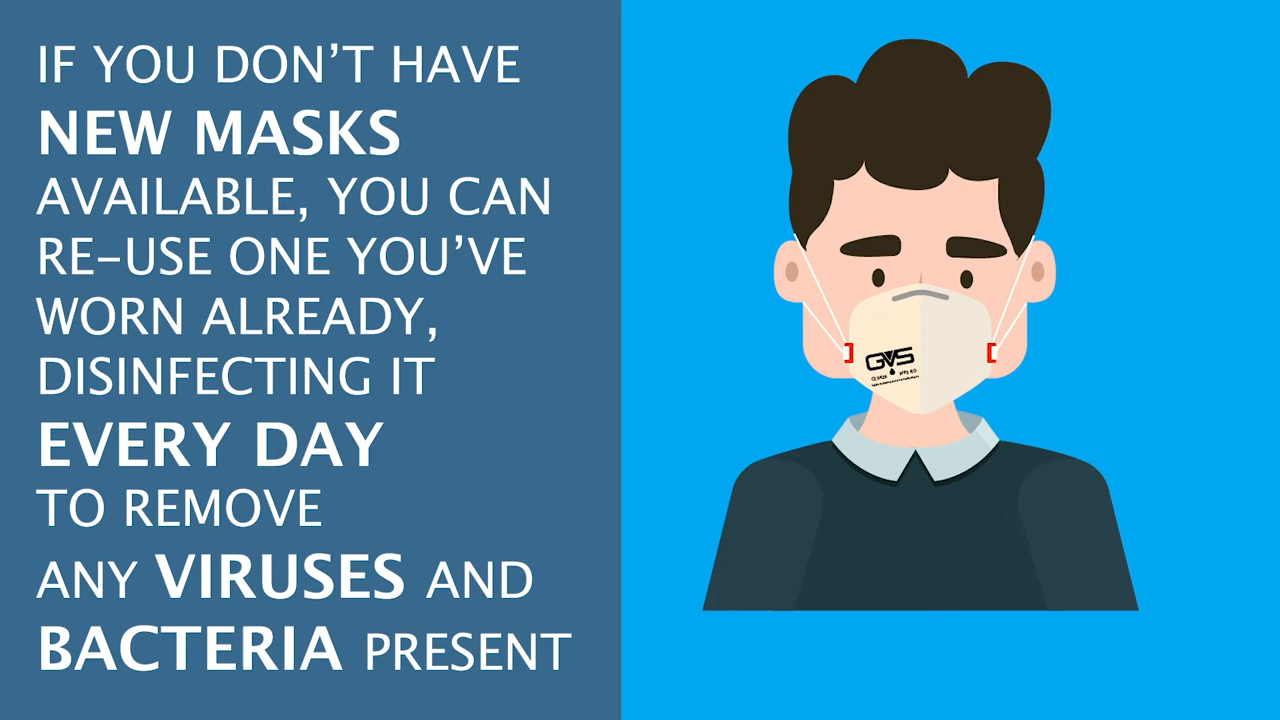 IF YOU DON'T HAVE
NEW MASKS
AVAILABLE, YOU CAN
RE-USE ONE YOU'VE
WORN ALREADY,
DISINFECTING IT
EVERY DAY
TO REMOVE
ANY VIRUSES AND
BACTERIA PRESENT
GVS